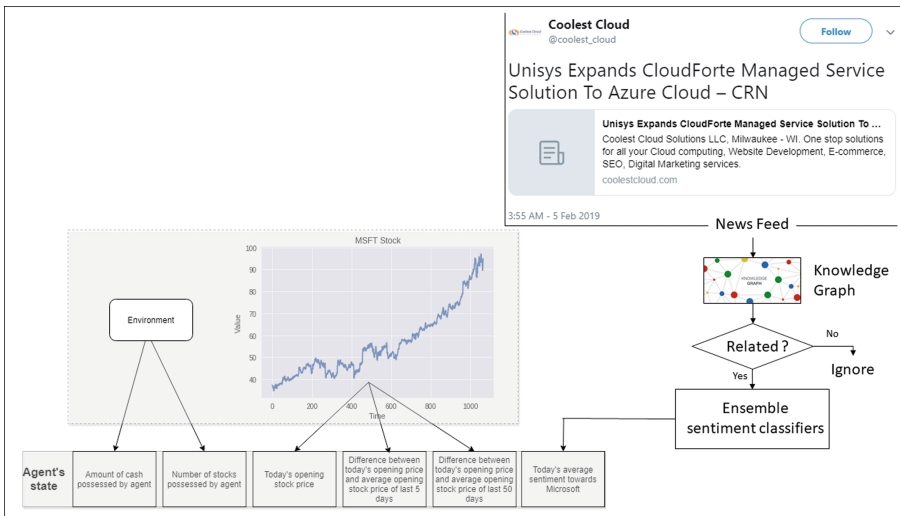 Coolest Cloud
Coolest Cloud
@coolest_cloud
Follow
Unisys Expands CloudForte Managed Service
Solution To Azure Cloud – CRN
Unisys Expands CloudForte Managed Service Solution To ...
Coolest Cloud Solutions LLC, Milwaukee - WI. One stop solutions
for all your Cloud computing, Website Development, E-commerce,
SEO, Digital Marketing services.
coolestcloud.com
3:55 AM - 5 Feb 2019
News Feed
KNOWLEDGE
GRAPH
Knowledge
Graph
Related ?
No
Ignore
Yes
Ensemble
sentiment classifiers
Environment
MSFT Stock
Value
100
90
80
70
60
50
40
0
200
400
600
800
1000
Time
Agent's
state
Amount of cash
possessed by agent
Number of stocks
possessed by agent
Today's opening
stock price
Difference between
today's opening price
and average opening
stock price of last 5
days
Difference between
today's opening price
and average opening
stock price of last 50
days
Today's average
sentiment towards
Microsoft